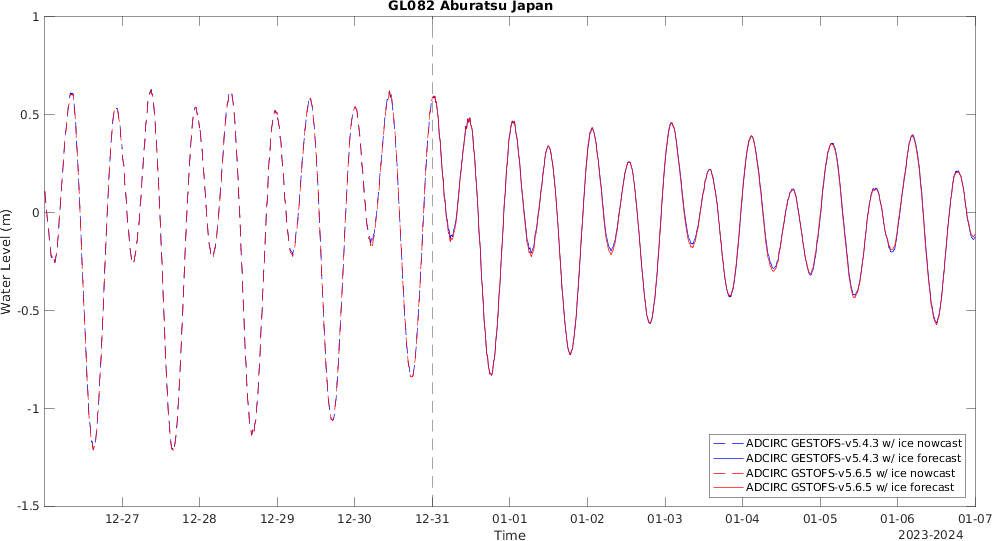 GL082 Aburatsu Japan
1
0.5
0
-0.5
-1
-1.5
Water Level (m)
ADCIRC GESTOFS-v5.4.3 w/ ice nowcast
ADCIRC GESTOFS-v5.4.3 w/ ice forecast
ADCIRC GSTOFS-v5.6.5 w/ ice nowcast
ADCIRC GSTOFS-v5.6.5 w/ ice forecast
12-27 12-28 12-29 12-30 12-31 01-01 01-02 01-03 01-04 01-05 01-06 01-07
Time
2023-2024